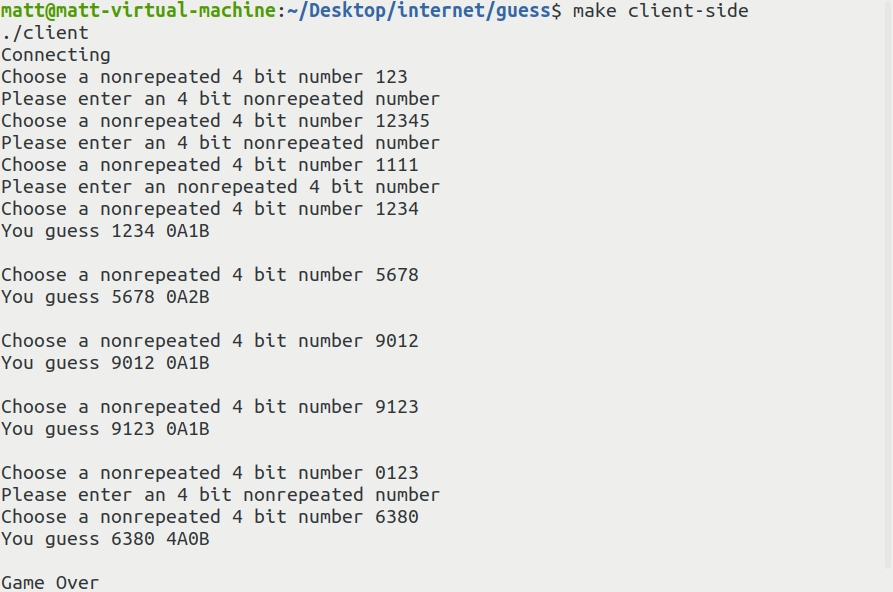 matt@matt-virtual-machine:~/Desktop/internet/guess$ make client-side
./client
Connecting
Choose a nonrepeated 4 bit number 123
Please enter an 4 bit nonrepeated number
Choose a nonrepeated 4 bit number 12345
Please enter an 4 bit nonrepeated number
Choose a nonrepeated 4 bit number 1111
Please enter an nonrepeated 4 bit number
Choose a nonrepeated 4 bit number 1234
You guess 1234 0A1B
Choose a nonrepeated 4 bit number 5678
You guess 5678 0A2B
Choose a nonrepeated 4 bit number 9012
You guess 9012 0A1B
Choose a nonrepeated 4 bit number 9123
You guess 9123 0A1B
Choose a nonrepeated 4 bit number 0123
Please enter an 4 bit nonrepeated number
Choose a nonrepeated 4 bit number 6380
You guess 6380 4A0B
Game Over